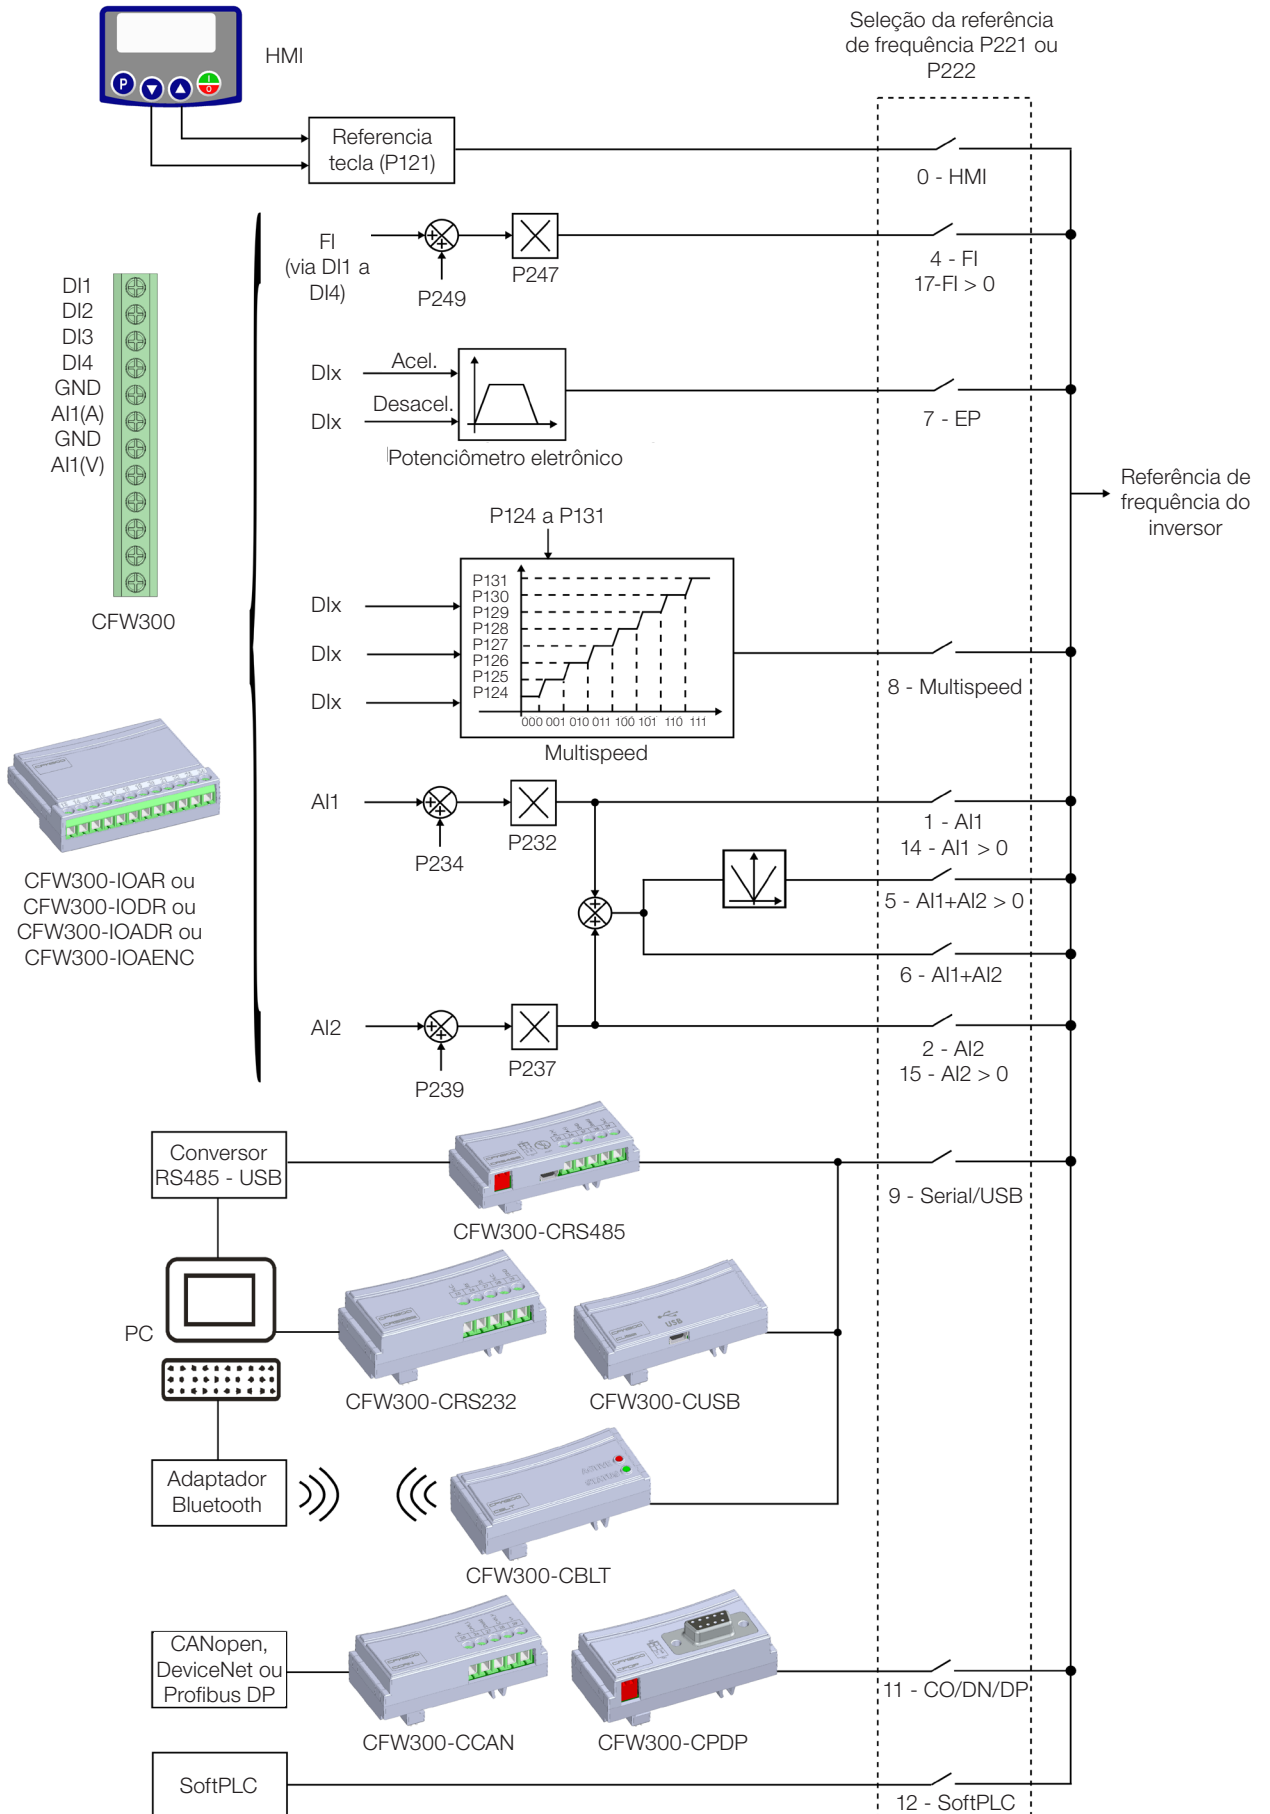 HMI
Seleção da referência
de frequência P221 ou
P222
P
I
0
Referencia
tecla (P121)
0 - HMI
FI
(via DI1 a
DI4)
P249
P247
4 - FI
17-FI > 0
DI1
DI2
DI3
DI4
GND
AI1(A)
GND
AI1(V)
CFW300
DIx
Acel.
DIx
Desacel.
Potenciômetro eletrônico
7 - EP
Referência de
frequência do
inversor
P124 a P131
P131
P130
P129
P128
P127
P126
P125
P124
000 001 010 011 100 101 110 111
DIx
DIx
DIx
Multispeed
8 - Multispeed
CFW300-IOAR ou
CFW300-IODR ou
CFW300-IOADR ou
CFW300-IOAENC
AI1
P234
P232
1 - AI1
14 - AI1 > 0
5 - AI1+AI2 > 0
6 - AI1+AI2
AI2
P239
P237
2 - AI2
15 - AI2 > 0
Conversor
RS485 - USB
CFW300-CRS485
9 - Serial/USB
PC
CFW300-CRS232
USB
CFW300-CUSB
Adaptador
Bluetooth
CFW300-CBLT
CANopen,
DeviceNet ou
Profibus DP
CFW300-CCAN
CFW300-CPDP
11 - CO/DN/DP
SoftPLC
12 - SoftPLC